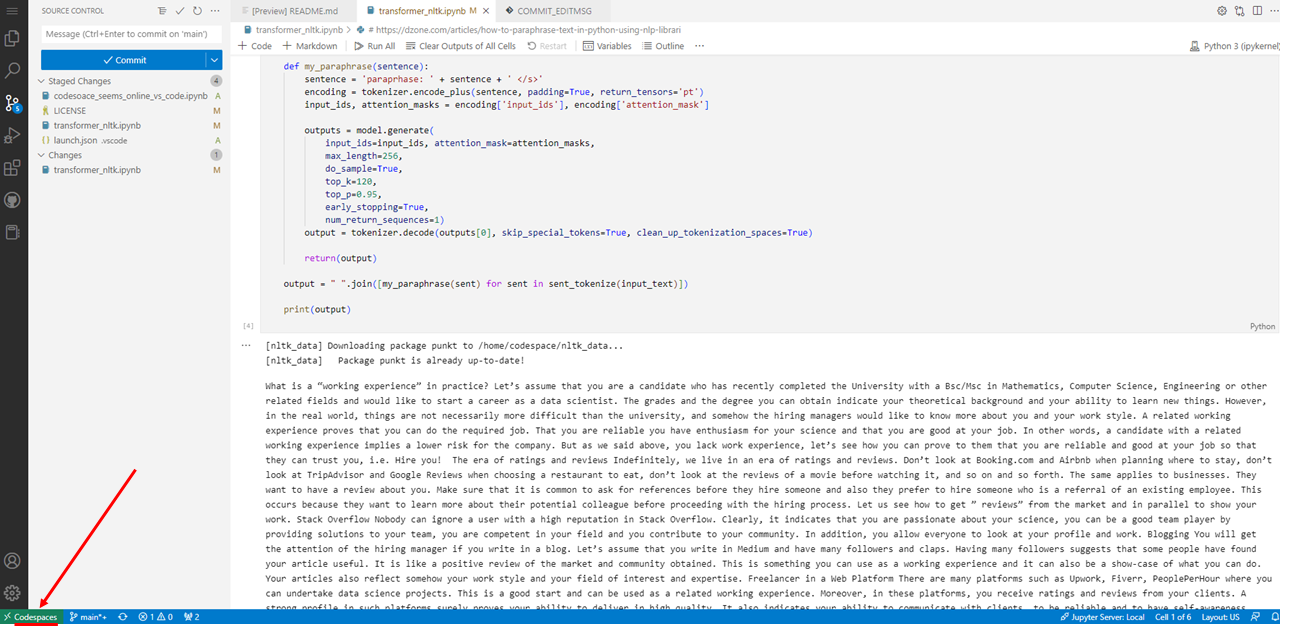 SOURCE CONTROL
Message (Ctrl+Enter to commit on 'main')
Commit
Staged Changes 4
codesoace_seems_online_vs_code.ipynb A
LICENSE M
transformer_nltk.ipynb M
launch.json .vscode A
Changes 1
transformer_nltk.ipynb M
5
[Preview] README.md
transformer_nltk.ipynb M
COMMIT_EDITMSG
transformer_nltk.ipynb > # https://dzone.com/articles/how-to-paraphrase-text-in-python-using-nlp-librari
+ Code + Markdown Run All Clear Outputs of All Cells Restart Variables Outline ...
Python 3 (ipykernel)
def my_paraphrase(sentence):
sentence = 'paraprhase: ' + sentence + ' </s>'
encoding = tokenizer.encode_plus(sentence, padding=True, return_tensors='pt')
input_ids, attention_masks = encoding['input_ids'], encoding['attention_mask']
outputs = model.generate(
input_ids=input_ids, attention_mask=attention_masks,
max_length=256,
do_sample=True,
top_k=120,
top_p=0.95,
early_stopping=True,
num_return_sequences=1)
output = tokenizer.decode(outputs[0], skip_special_tokens=True, clean_up_tokenization_spaces=True)
return(output)
output = " ".join([my_paraphrase(sent) for sent in sent_tokenize(input_text)])
print(output)
[4]
Python
[nltk_data] Downloading package punkt to /home/codespace/nltk_data...
[nltk_data] Package punkt is already up-to-date!
What is a “working experience” in practice? Let’s assume that you are a candidate who has recently completed the University with a Bsc/Msc in Mathematics, Computer Science, Engineering or other
related fields and would like to start a career as a data scientist. The grades and the degree you can obtain indicate your theoretical background and your ability to learn new things. However,
in the real world, things are not necessarily more difficult than the university, and somehow the hiring managers would like to know more about you and your work style. A related working
experience proves that you can do the required job. That you are reliable you have enthusiasm for your science and that you are good at your job. In other words, a candidate with a related
working experience implies a lower risk for the company. But as we said above, you lack work experience, let’s see how you can prove to them that you are reliable and good at your job so that
they can trust you, i.e. Hire you! The era of ratings and reviews Indefinitely, we live in an era of ratings and reviews. Don’t look at Booking.com and Airbnb when planning where to stay, don’t
look at TripAdvisor and Google Reviews when choosing a restaurant to eat, don’t look at the reviews of a movie before watching it, and so on and so forth. The same applies to businesses. They
want to have a review about you. Make sure that it is common to ask for references before they hire someone and also they prefer to hire someone who is a referral of an existing employee. This
occurs because they want to learn more about their potential colleague before proceeding with the hiring process. Let us see how to get ” reviews” from the market and in parallel to show your
work. Stack Overflow Nobody can ignore a user with a high reputation in Stack Overflow. Clearly, it indicates that you are passionate about your science, you can be a good team player by
providing solutions to your team, you are competent in your field and you contribute to your community. In addition, you allow everyone to look at your profile and work. Blogging You will get
the attention of the hiring manager if you write in a blog. Let’s assume that you write in Medium and have many followers and claps. Having many followers suggests that some people have found
your article useful. It is like a positive review of the market and community obtained. This is something you can use as a working experience and it can also be a show-case of what you can do.
Your articles also reflect somehow your work style and your field of interest and expertise. Freelancer in a Web Platform There are many platforms such as Upwork, Fiverr, PeoplePerHour where you
can undertake data science projects. This is a good start and can be used as a related working experience. Moreover, in these platforms, you receive ratings and reviews from your clients. A
strong profile in such platforms surely proves your ability to deliver in high quality. It also indicates your ability to communicate with clients, to be reliable and to have self-awareness
Codespaces main*+ 1 0 2 Jupyter Server: Local Cell 1 of 6 Layout: US